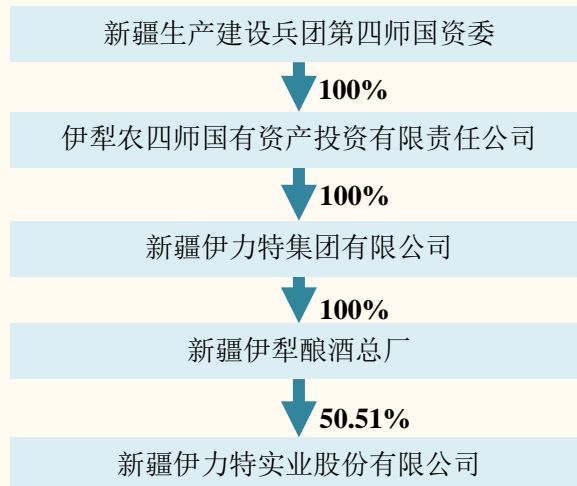 新疆生产建设兵团第四师国资委
100%
伊犁农四师国有资产投资有限责任公司
100%
新疆伊力特集团有限公司
100%
新疆伊犁酿酒总厂
50.51%
新疆伊力特实业股份有限公司